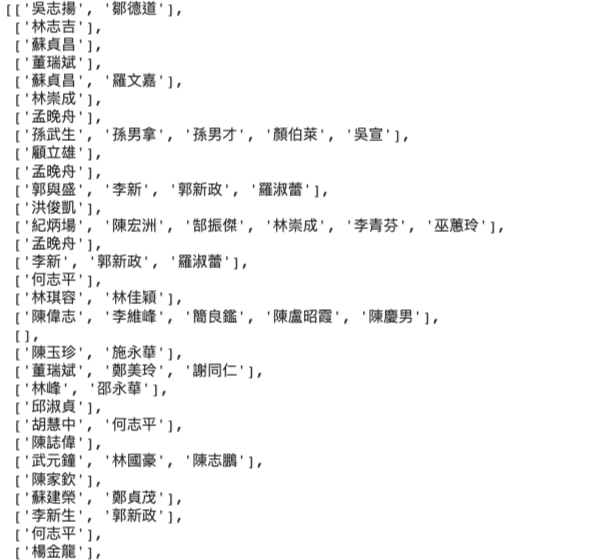 [['吳志揚', '鄒德道'],
['林志吉'],
['蘇貞昌'],
['董瑞斌'],
['蘇貞昌', '羅文嘉'],
['林崇成'],
['孟晚舟'],
['孫武生', '孫男拿', '孫男才', '顏伯萊', '吳宣'],
['顧立雄'],
['孟晚舟'],
['郭與盛', '李新', '郭新政', '羅淑蕾'],
['洪俊凱'],
['紀炳場', '陳宏洲', '郜振傑', '林崇成', '李青芬', '巫蕙玲'],
['孟晚舟'],
['李新', '郭新政', '羅淑蕾'],
['何志平'],
['林琪容', '林佳穎'],
['陳偉志', '李維峰', '簡良鑑', '陳盧昭霞', '陳慶男'],
[],
['陳玉珍', '施永華'],
['董瑞斌', '鄭美玲', '謝同仁'],
['林峰', '邵永華'],
['邱淑貞'],
['胡慧中', '何志平'],
['陳誌偉'],
['武元鐘', '林國豪', '陳志鵬'],
['陳家欽'],
['蘇建榮', '鄭貞茂'],
['李新生', '郭新政'],
['何志平'],
['楊金龍'],